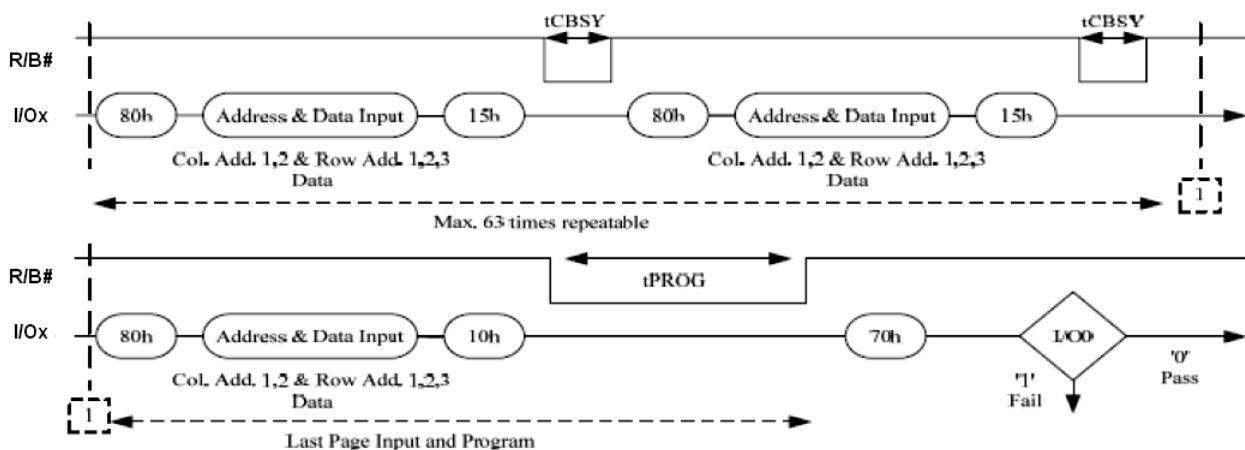 tCBSY tCBSY
R/B#
I/Ox 80h Address & Data Input 15h 80h Address & Data Input 15h
Col. Add. 1,2 & Row Add. 1,2,3 Col. Add. 1,2 & Row Add. 1,2,3
Data Data
1
Max. 63 times repeatable
R/B#
tPROG
I/Ox 80h Address & Data Input 10h 70h I/O0
'0'
Col. Add. 1,2 & Row Add. 1,2,3 '1' Pass
Data Fail
1
Last Page Input and Program